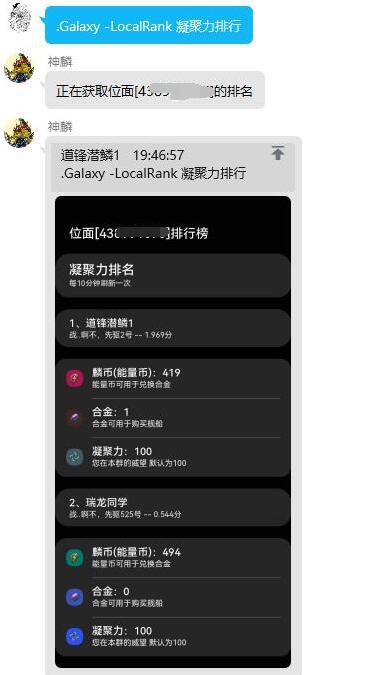 .Galaxy -LocalRank 凝聚力排行
神麟
正在获取位面[4389 ]的排名
神麟
道锋潜鳞1 19:46:57
.Galaxy -LocalRank 凝聚力排行
位面[438 ]排行榜
凝聚力排名
每10分钟刷新一次
1、道锋潜鳞1
战..啊不，先驱2号 -- 1.969分
麟币(能量币)：419
能量币可用于兑换合金
合金：1
合金可用于购买舰船
凝聚力：100
您在本群的威望 默认为100
2、瑞龙同学
战..啊不，先驱525号 -- 0.544分
麟币(能量币)：494
能量币可用于兑换合金
合金：0
合金可用于购买舰船
凝聚力：100
您在本群的威望 默认为100